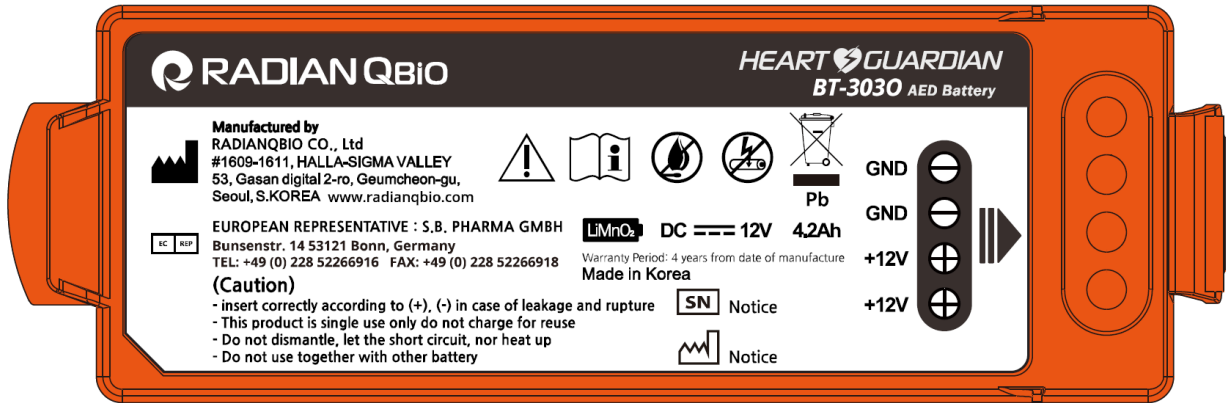 RADIAN QBIO
HEART GUARDIAN
BT-3030 AED Battery
Manufactured by
RADIANQBIO CO., Ltd
#1609-1611, HALLA-SIGMA VALLEY
53, Gasan digital 2-ro, Geumcheon-gu,
Seoul, S.KOREA www.radianqbio.com
Pb
EC REP
EUROPEAN REPRESENTATIVE : S.B. PHARMA GMBH
Bunsenstr. 14 53121 Bonn, Germany
TEL: +49 (0) 228 52266916 FAX: +49 (0) 228 52266918
LiMnO₂ DC 12V 4.2Ah
Warranty Period: 4 years from date of manufacture
Made in Korea
(Caution)
- insert correctly according to (+), (-) in case of leakage and rupture
- This product is single use only do not charge for reuse
- Do not dismantle, let the short circuit, nor heat up
- Do not use together with other battery
SN Notice
Notice
GND
GND
+12V
+12V